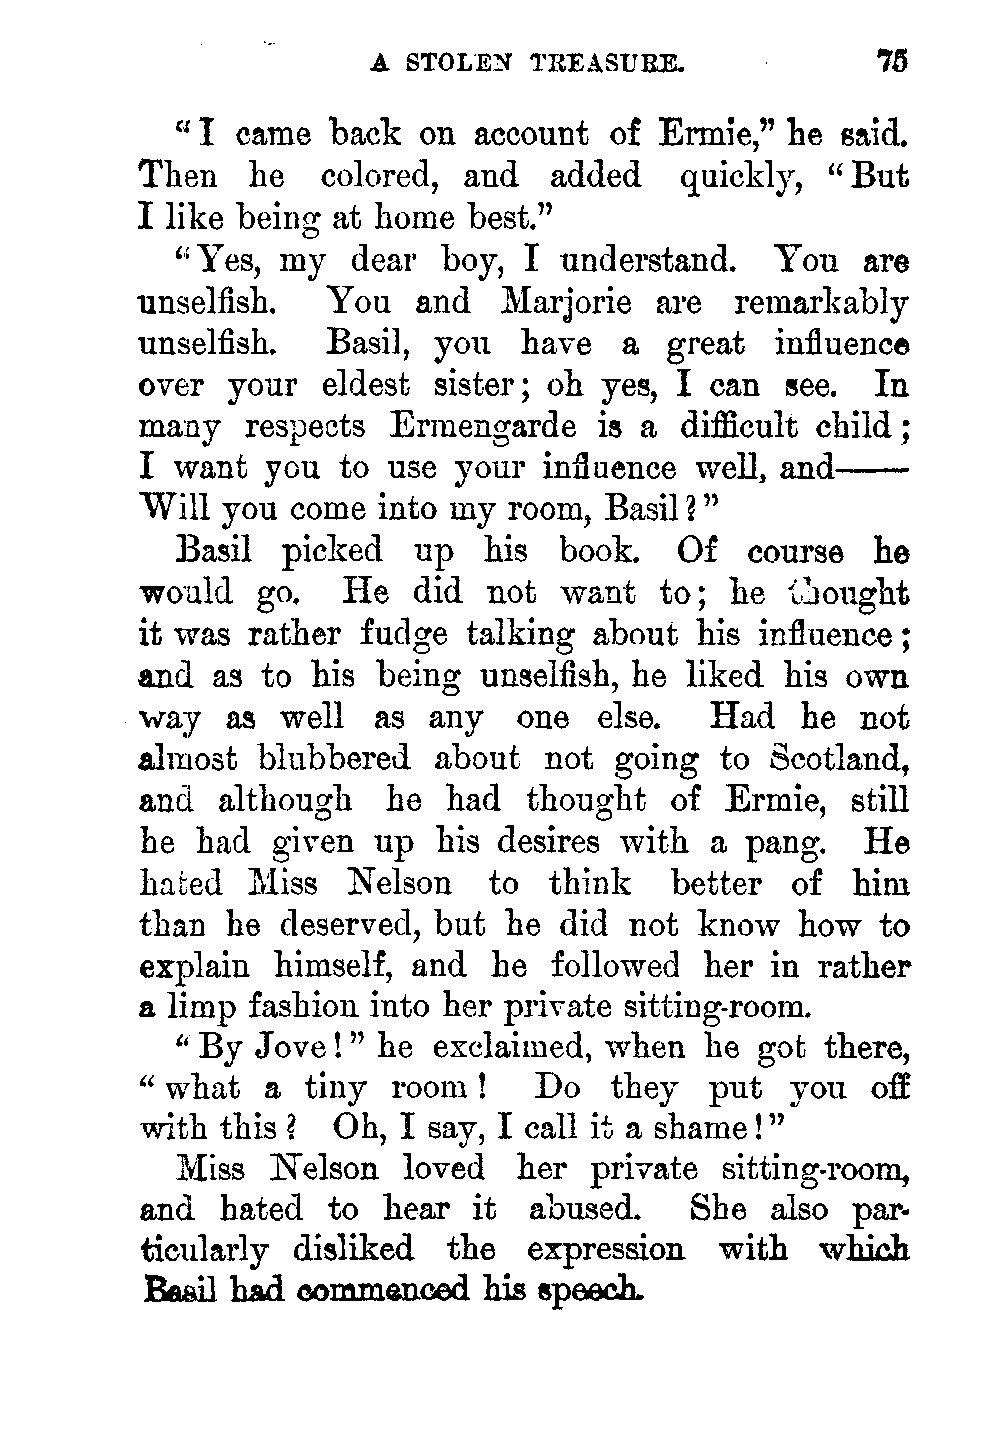 A STOLEN TREASURE. 75
"I came back on account of Ermie," he said.
Then he colored, and added quickly, "But
I like being at home best."
"Yes, my dear boy, I understand. You are
unselfish. You and Marjorie are remarkably
unselfish. Basil, you have a great influence
over your eldest sister; oh yes, I can see. In
many respects Ermengarde is a difficult child;
I want you to use your influence well, and——
Will you come into my room, Basil?"
Basil picked up his book. Of course he
would go. He did not want to; he thought
it was rather fudge talking about his influence;
and as to his being unselfish, he liked his own
way as well as any one else. Had he not
almost blubbered about not going to Scotland,
and although he had thought of Ermie, still
he had given up his desires with a pang. He
hated Miss Nelson to think better of him
than he deserved, but he did not know how to
explain himself, and he followed her in rather
a limp fashion into her private sitting-room.
"By Jove!" he exclaimed, when he got there,
"what a tiny room! Do they put you off
with this? Oh, I say, I call it a shame!"
Miss Nelson loved her private sitting-room,
and hated to hear it abused. She also par-
ticularly disliked the expression with which
Basil had commenced his speech.